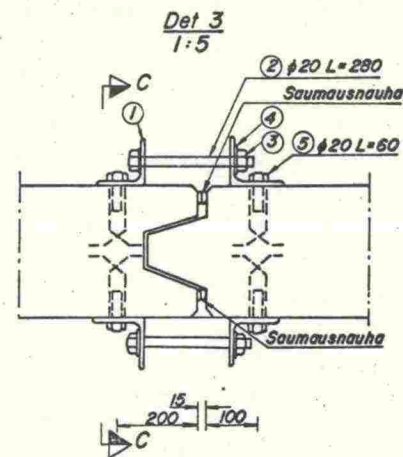 Det 3
1:5
② ϕ20 L=280
Saumausnauha
C
①
④
③
⑤ ϕ20 L=60
Saumausnauha
15
200
100
C